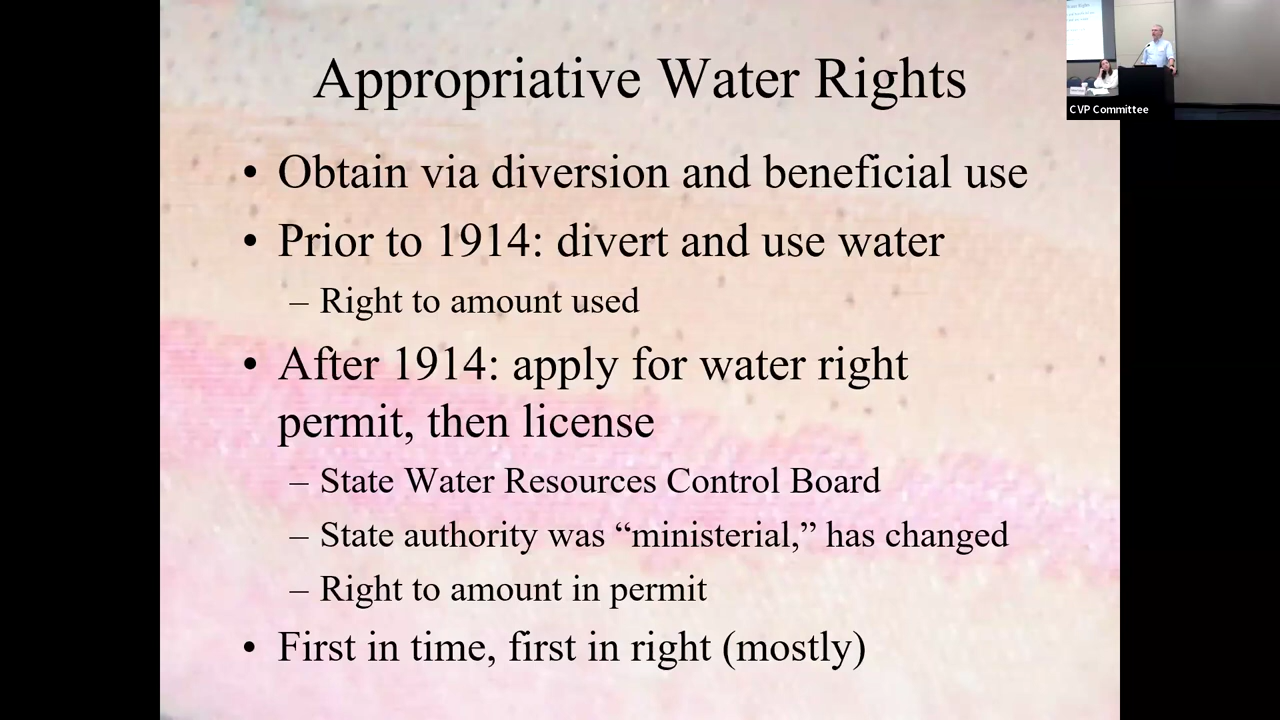 Appropriative Water Rights
• Obtain via diversion and beneficial use
• Prior to 1914: divert and use water
– Right to amount used
• After 1914: apply for water right
permit, then license
– State Water Resources Control Board
– State authority was “ministerial,” has changed
– Right to amount in permit
• First in time, first in right (mostly)
CVP Committee